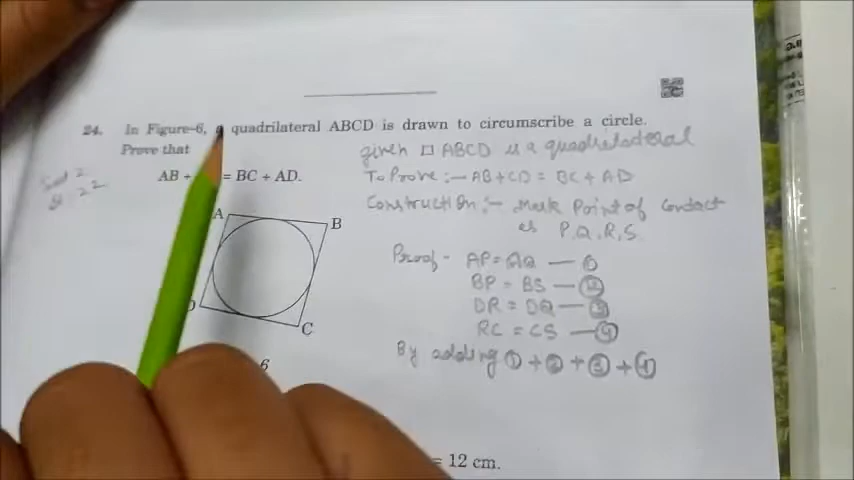 24. In Figure-6, a quadrilateral ABCD is drawn to circumscribe a circle.
Prove that
AB + = BC + AD.
given □ ABCD is a quadrilateral
To Prove :- AB + CD = BC + AD
Construction :- Mark Point of Contact
as P, Q, R, S.
A
B
D
C
6
Proof - AP = AQ — ①
BP = BS — ②
DR = DQ — ③
RC = CS — ④
By adding ① + ② + ③ + ④
= 12 cm.